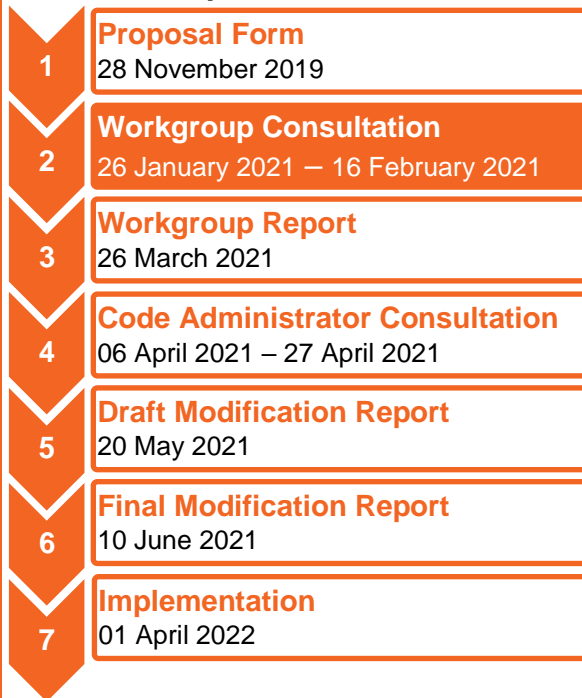 1
Proposal Form
28 November 2019
2
Workgroup Consultation
26 January 2021 – 16 February 2021
3
Workgroup Report
26 March 2021
4
Code Administrator Consultation
06 April 2021 – 27 April 2021
5
Draft Modification Report
20 May 2021
6
Final Modification Report
10 June 2021
7
Implementation
01 April 2022